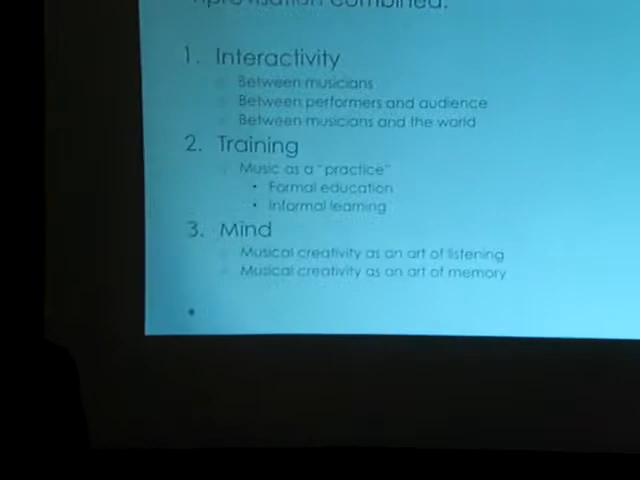 combined:
1. Interactivity
Between musicians
Between performers and audience
Between musicians and the world
2. Training
Music as a "practice"
• Formal education
• Informal learning
3. Mind
Musical creativity as an art of listening
Musical creativity as an art of memory